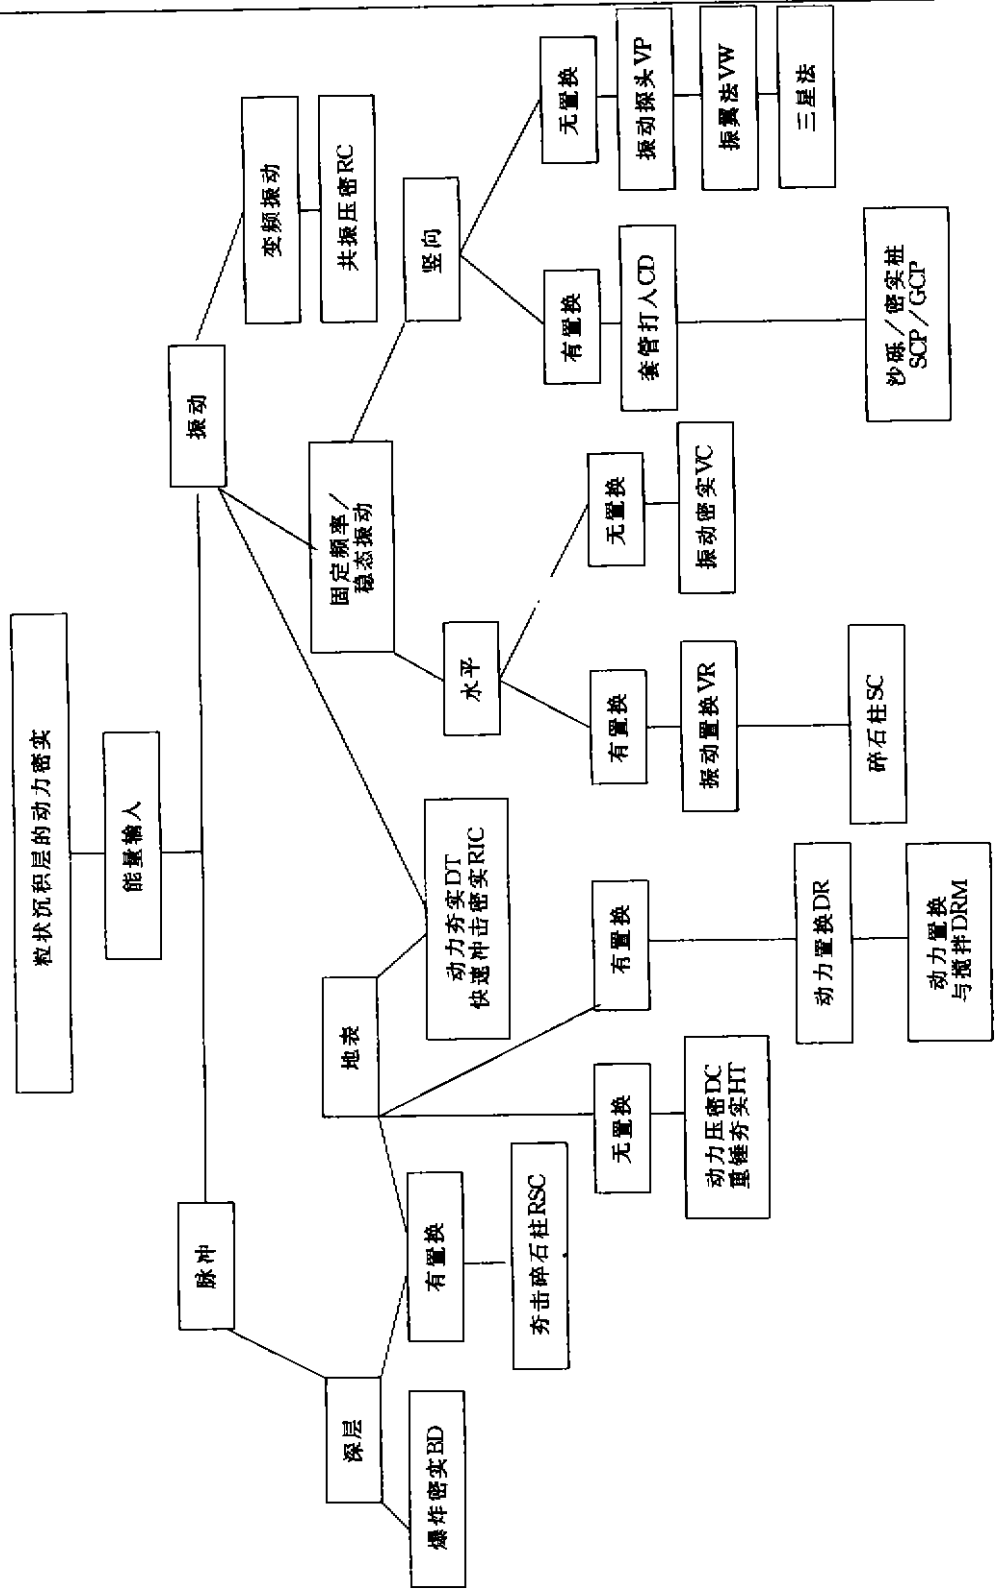 粒状沉积层的动力密实
能量输人
脉冲
振动
深层
地表
固定频率／
稳态振动
变频振动
共振压密RC
爆炸密实BD
有置换
夯击碎石柱RSC
动力夯实DT
快速冲击密实RIC
水平
竖向
无置换
动力压密DC
重锤夯实HT
有置换
动力置换DR
动力置换
与搅拌DRM
有置换
振动置换VR
碎石柱SC
无置换
振动密实VC
有置换
套管打人CD
沙砾／密实桩
SCP／GCP
无置换
振动探头VP
振翼法VW
三星法